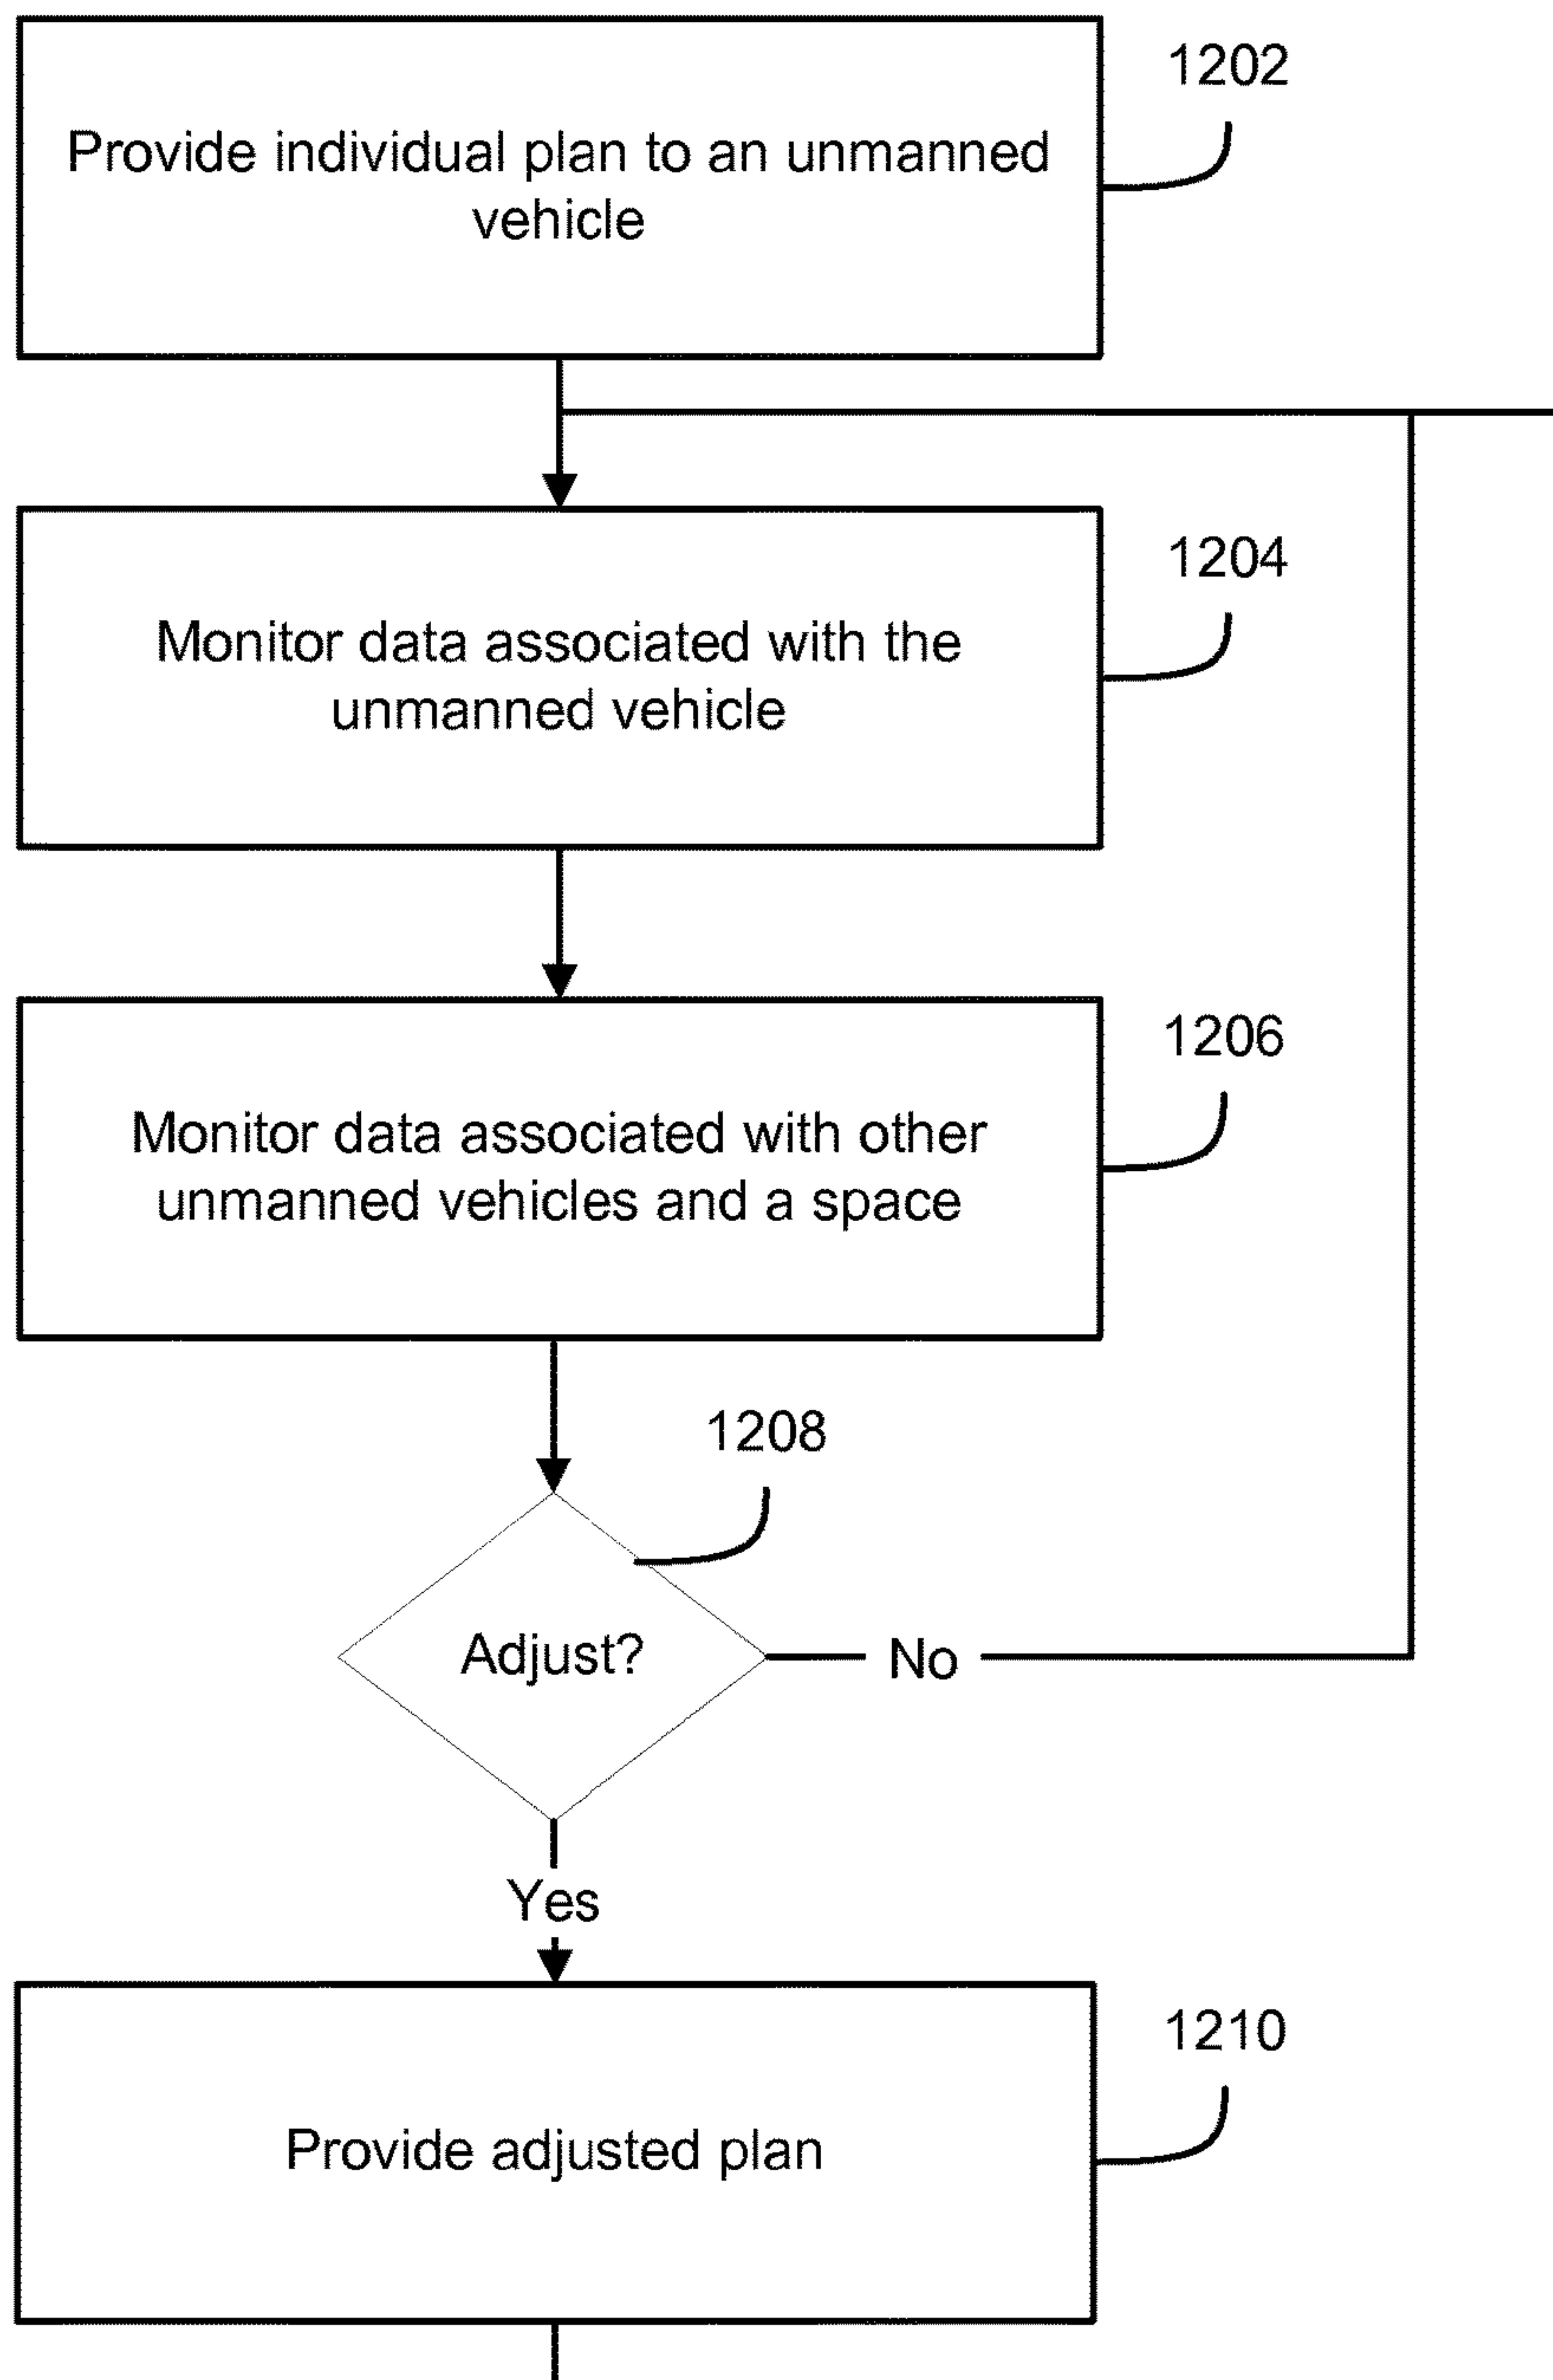 1202
Provide individual plan to an unmanned
vehicle
1204
Monitor data associated with the
unmanned vehicle
1206
Monitor data associated with other
unmanned vehicles and a space
1208
Adjust?
No
Yes
1210
Provide adjusted plan